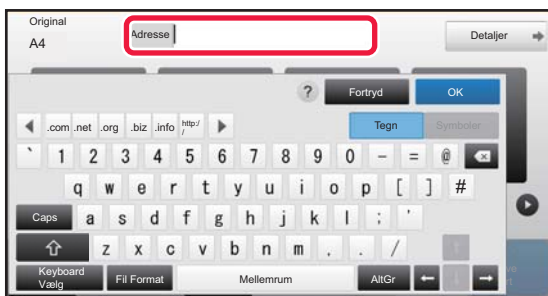 Original
A4
Adresse
Detaljer
? Fortryd OK
.com .net .org .biz .info http:/
/
Tegn Symboler
` 1 2 3 4 5 6 7 8 9 0 - = @
q w e r t y u i o p [ ] #
Caps a s d f g h j k l ; '
z x c v b n m , . /
Keyboard
Vælg
Fil Format Mellemrum AltGr